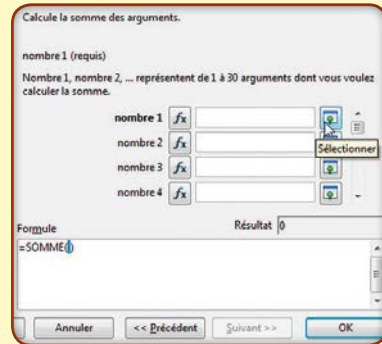 Calcule la somme des arguments.
nombre 1 (requis)
Nombre 1, nombre 2, ... représentent de 1 à 30 arguments dont vous voulez
calculer la somme.
nombre 1 fx
Sélectionner
nombre 2 fx
nombre 3 fx
nombre 4 fx
Formule Résultat 0
=SOMME()
Annuler << Précédent Suivant >> OK